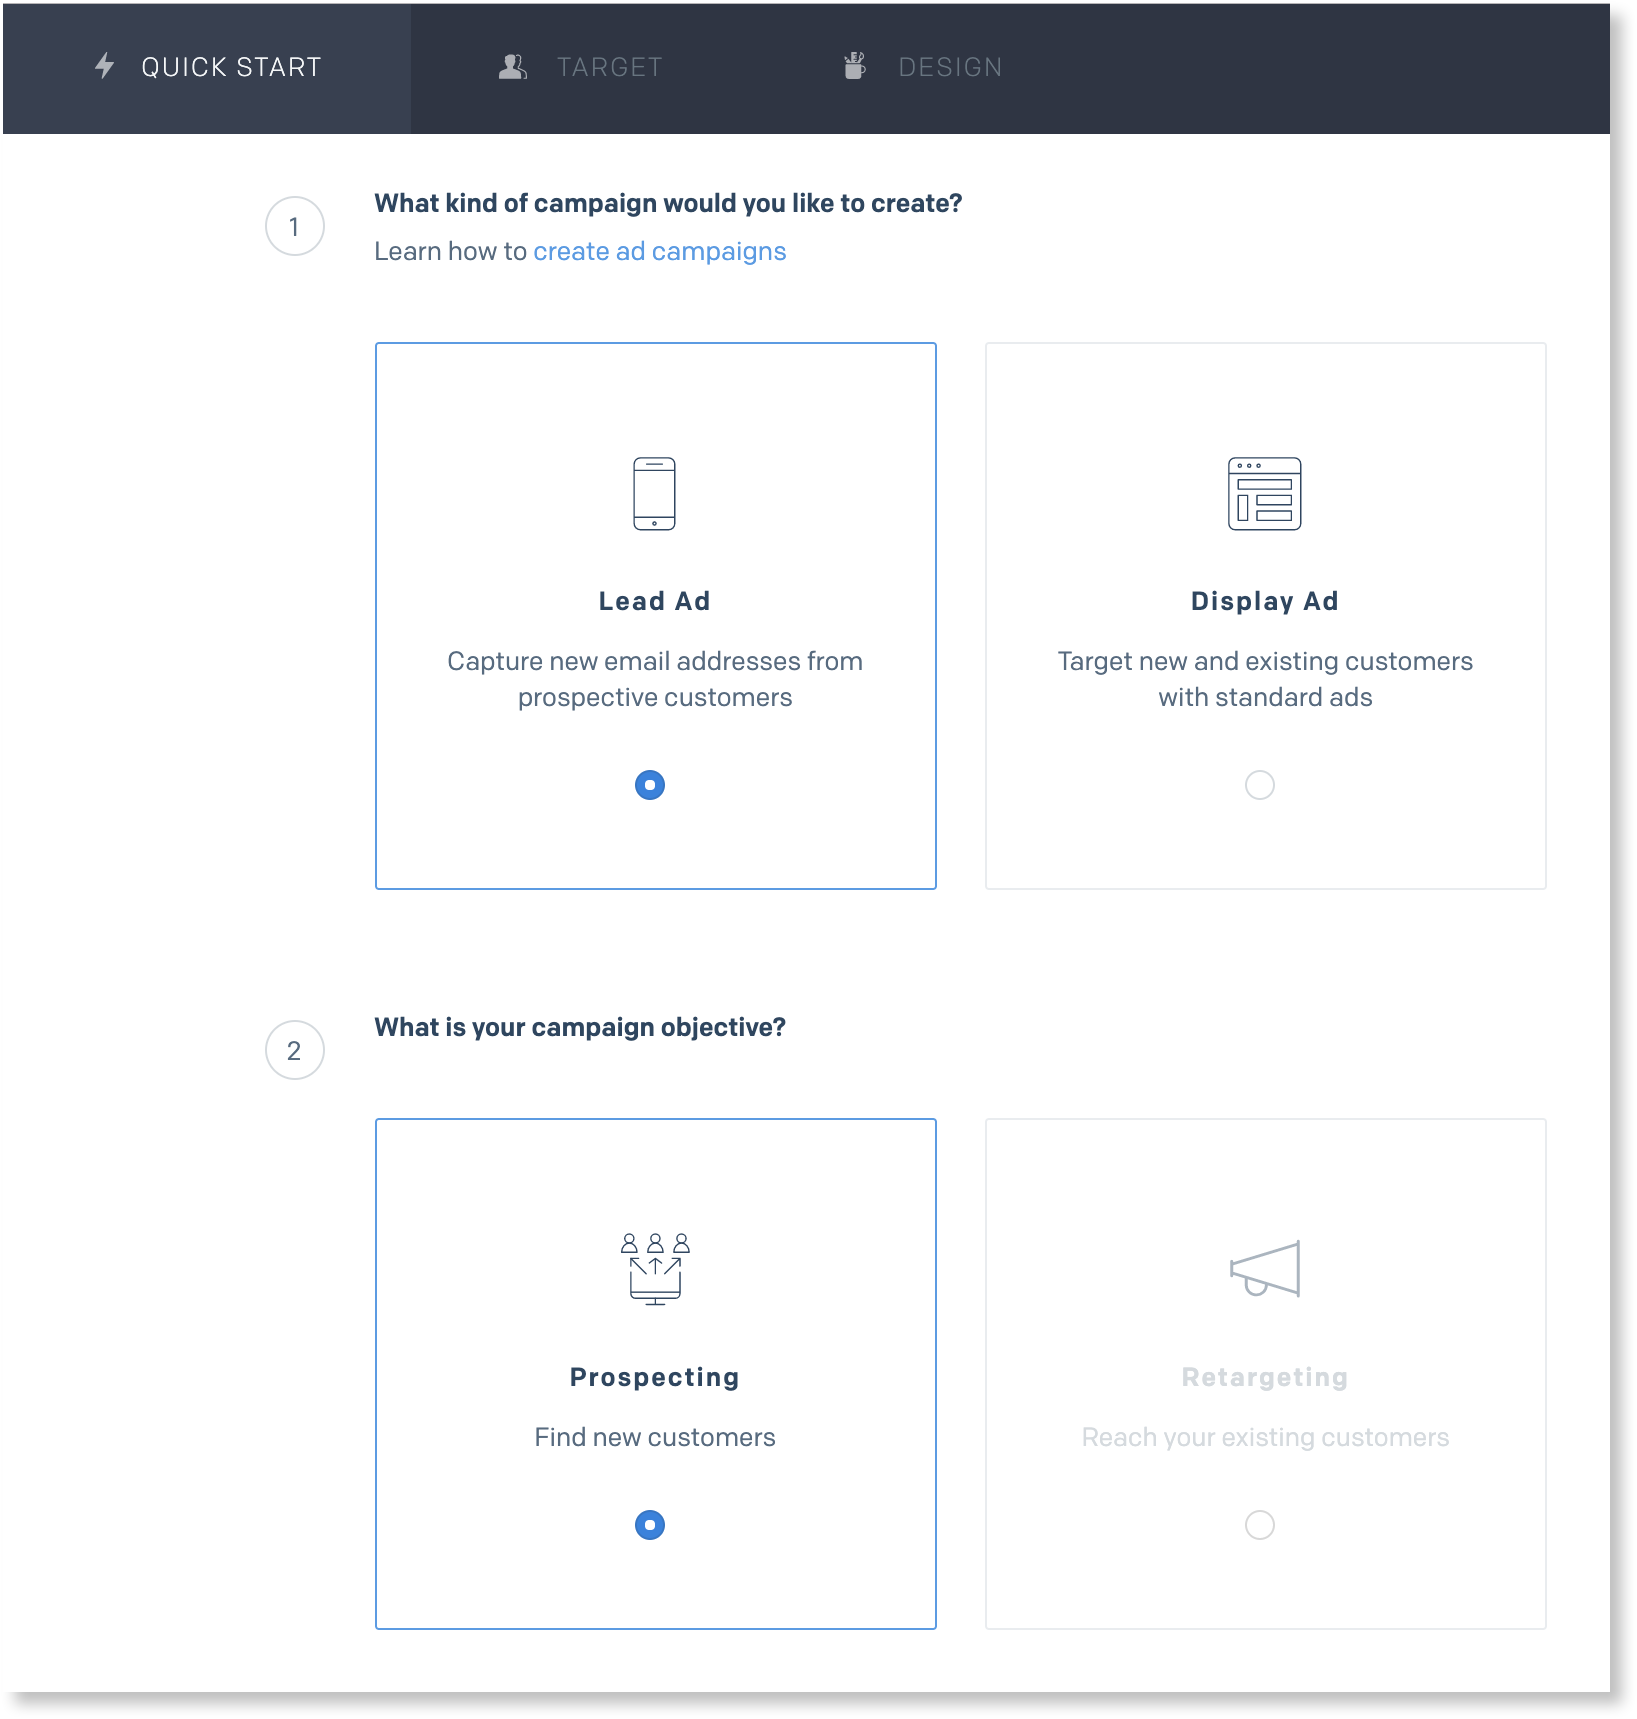 QUICK START
TARGET
DESIGN
1
What kind of campaign would you like to create?
Learn how to create ad campaigns
Lead Ad
Capture new email addresses from
prospective customers
Display Ad
Target new and existing customers
with standard ads
2
What is your campaign objective?
Prospecting
Find new customers
Retargeting
Reach your existing customers